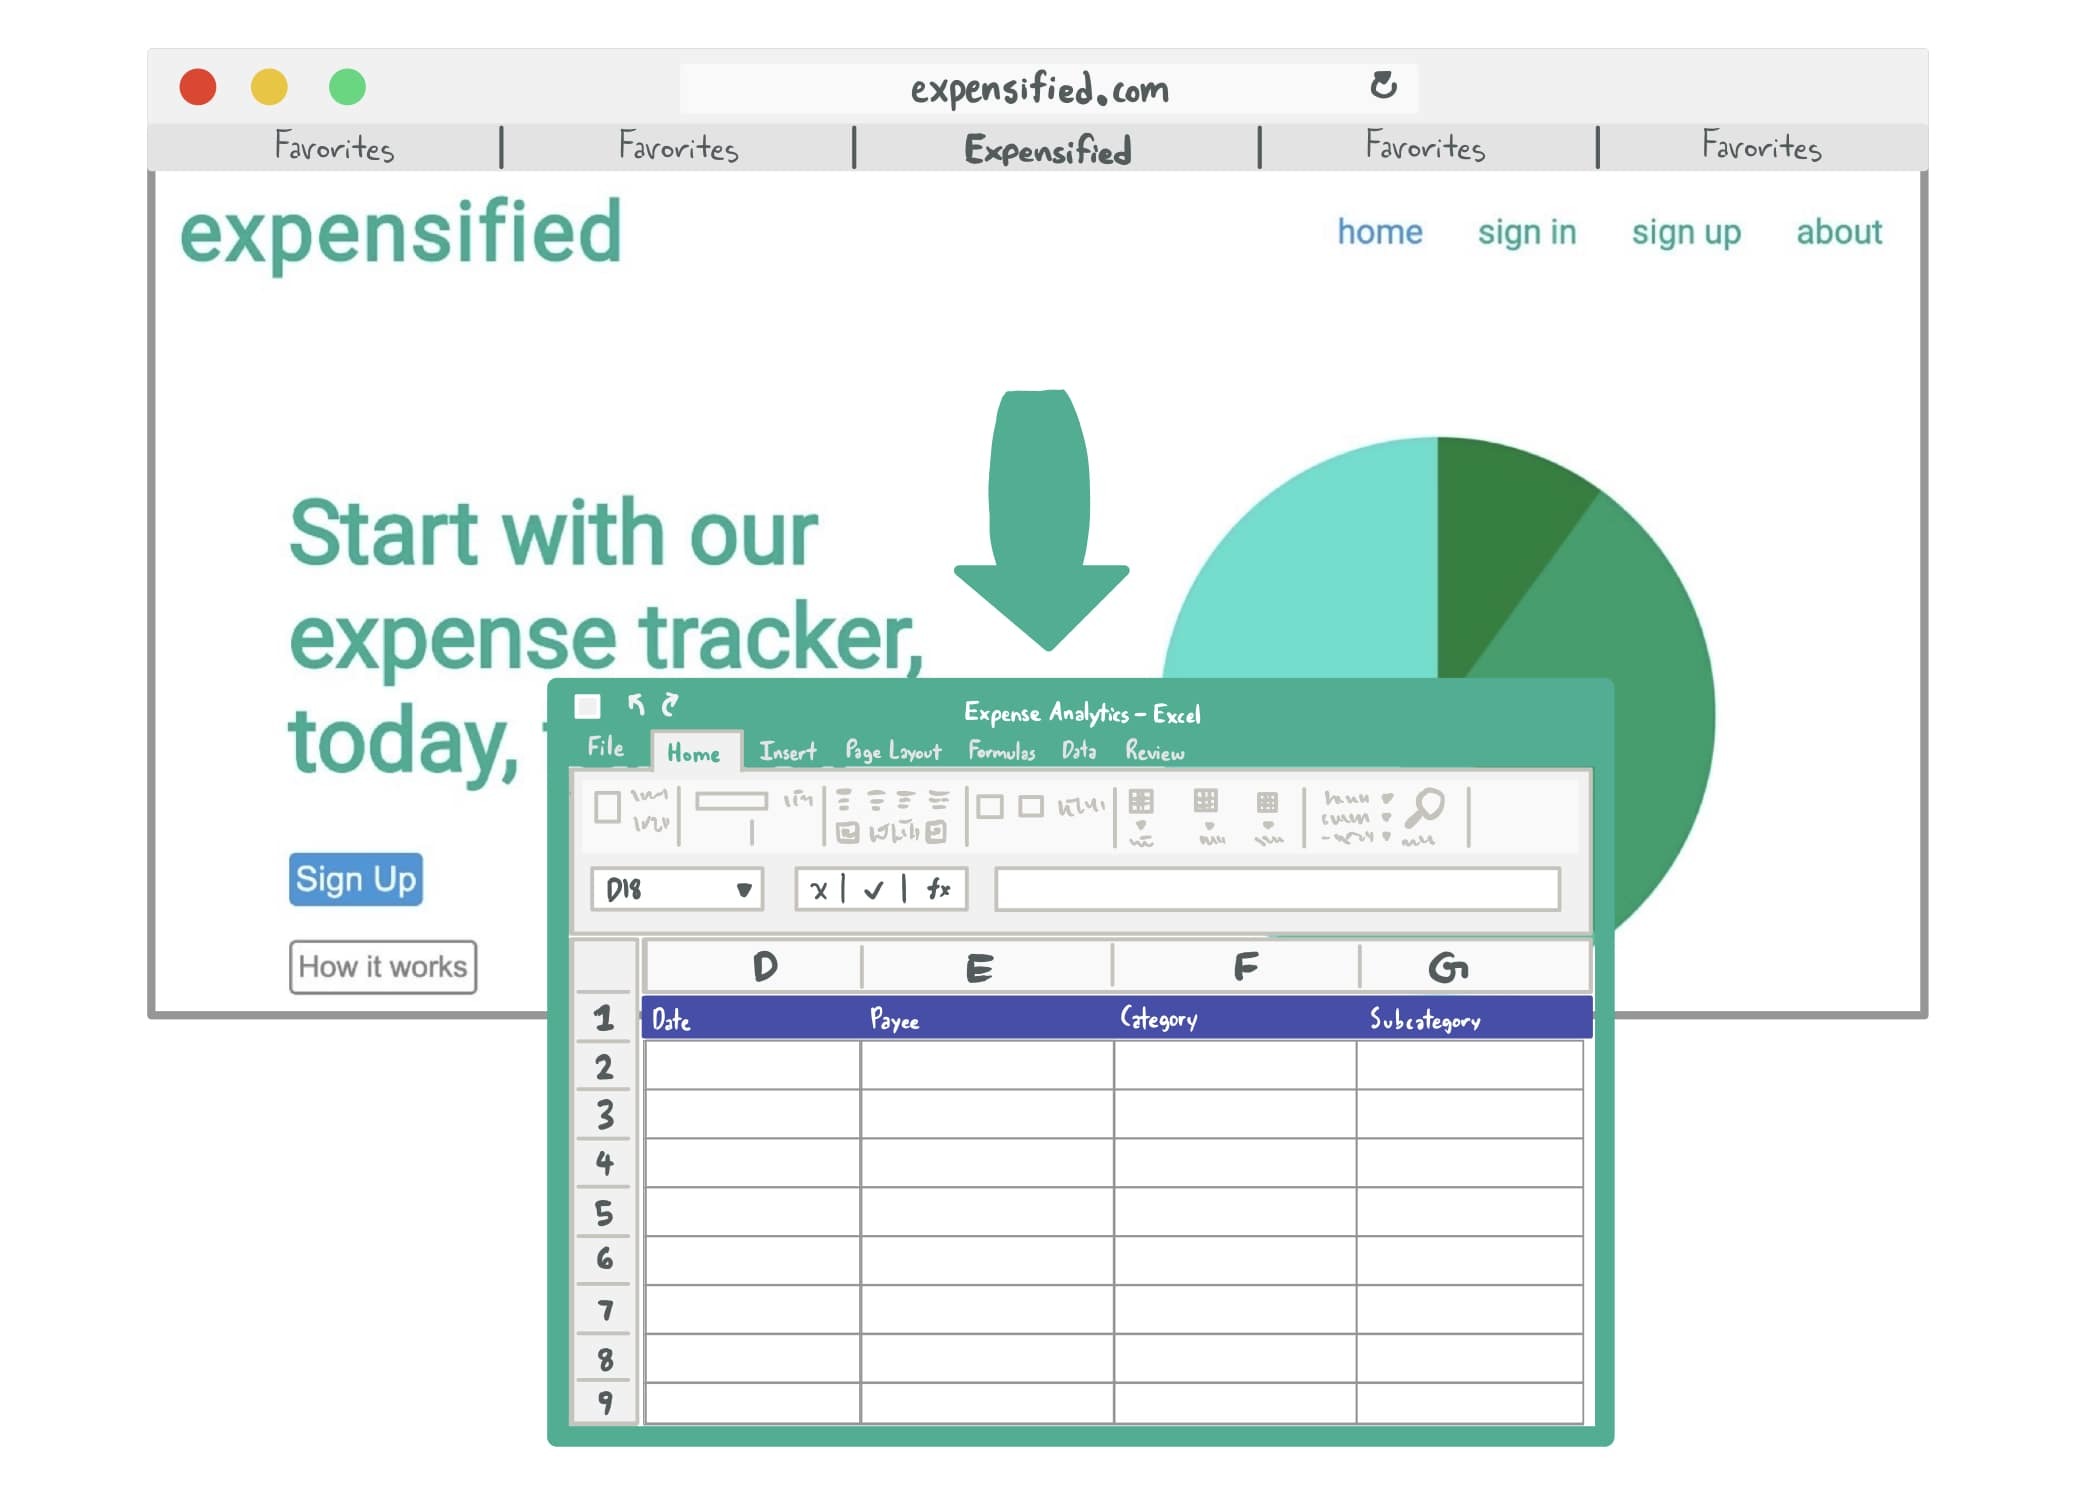 expensified.com
Favorites | Favorites | Expensified | Favorites | Favorites
expensified
home sign in sign up about
Start with our
expense tracker,
today,
Sign Up
How it works
Expense Analytics - Excel
File Home Insert Page Layout Formulas Data Review
D18 x | ✓ | fx
D E F G
1 Date Payee Category Subcategory
2
3
4
5
6
7
8
9